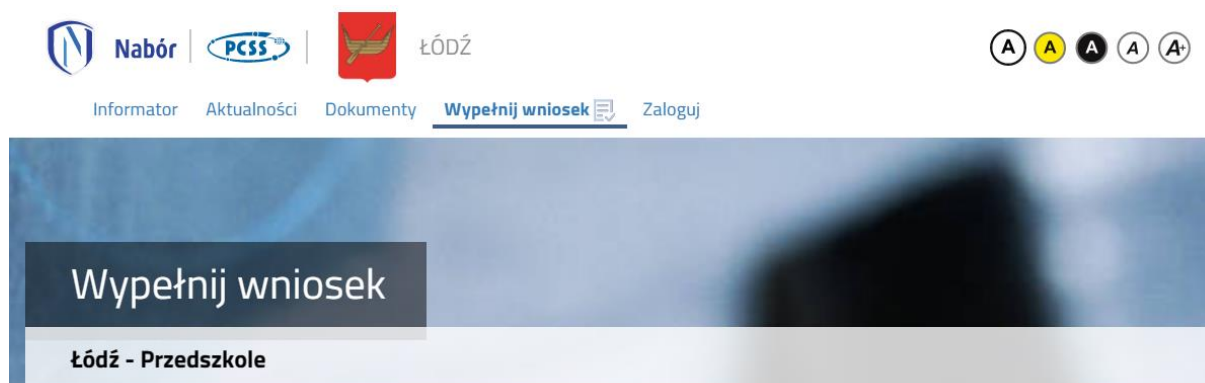 Nabór PCSS ŁÓDŹ A A A A A+
Informator Aktualności Dokumenty Wypełnij wniosek Zaloguj
Wypełnij wniosek
Łódź - Przedszkole